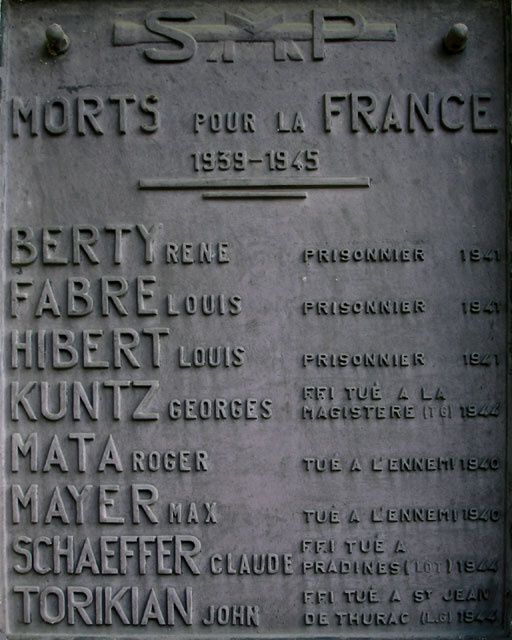 SMP
MORTS POUR LA FRANCE
1939-1945
BERTY RENE PRISONNIER 1941
FABRE LOUIS PRISONNIER 1941
HIBERT LOUIS PRISONNIER 1941
KUNTZ GEORGES FFI TUÉ A LA
MAGISTERE (T G) 1944
MATA ROGER TUÉ A L'ENNEMI 1940
MAYER MAX TUÉ A L'ENNEMI 1940
SCHAEFFER CLAUDE FFI TUÉ A
PRADINES (LOT) 1944
TORIKIAN JOHN FFI TUÉ A ST JEAN
DE THURAC (L.G) 1944